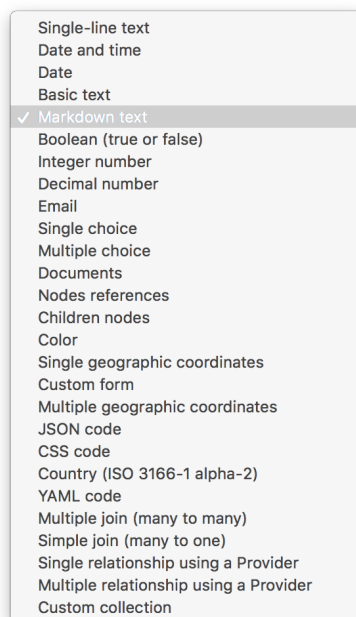 Single-line text
Date and time
Date
Basic text
✓ Markdown text
Boolean (true or false)
Integer number
Decimal number
Email
Single choice
Multiple choice
Documents
Nodes references
Children nodes
Color
Single geographic coordinates
Custom form
Multiple geographic coordinates
JSON code
CSS code
Country (ISO 3166-1 alpha-2)
YAML code
Multiple join (many to many)
Simple join (many to one)
Single relationship using a Provider
Multiple relationship using a Provider
Custom collection